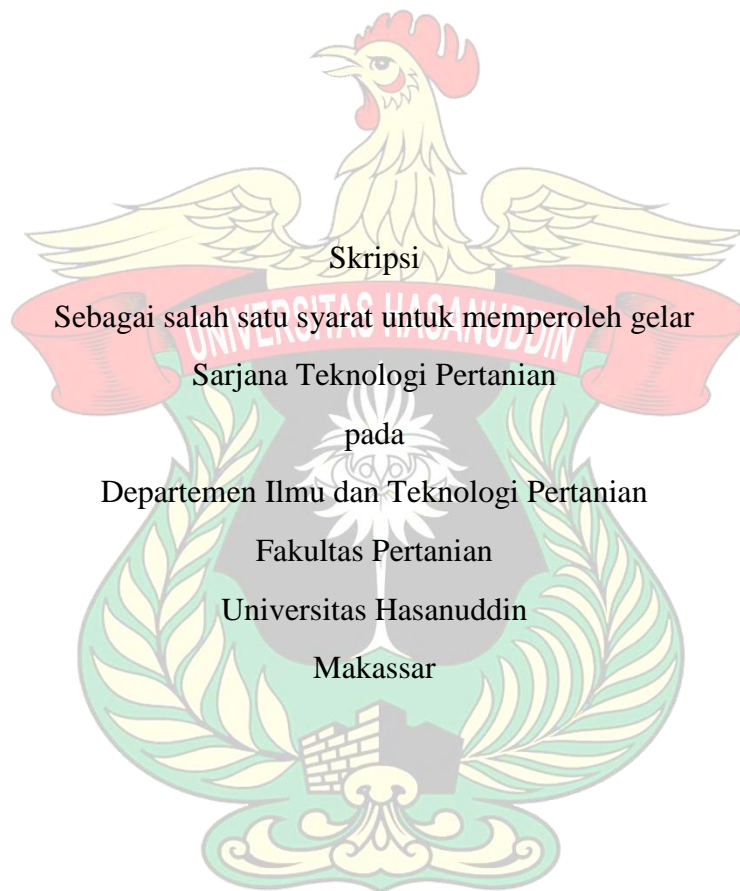 Skripsi
Sebagai salah satu syarat untuk memperoleh gelar
UNIVERSITAS HASANUDDIN
Sarjana Teknologi Pertanian
pada
Departemen Ilmu dan Teknologi Pertanian
Fakultas Pertanian
Universitas Hasanuddin
Makassar